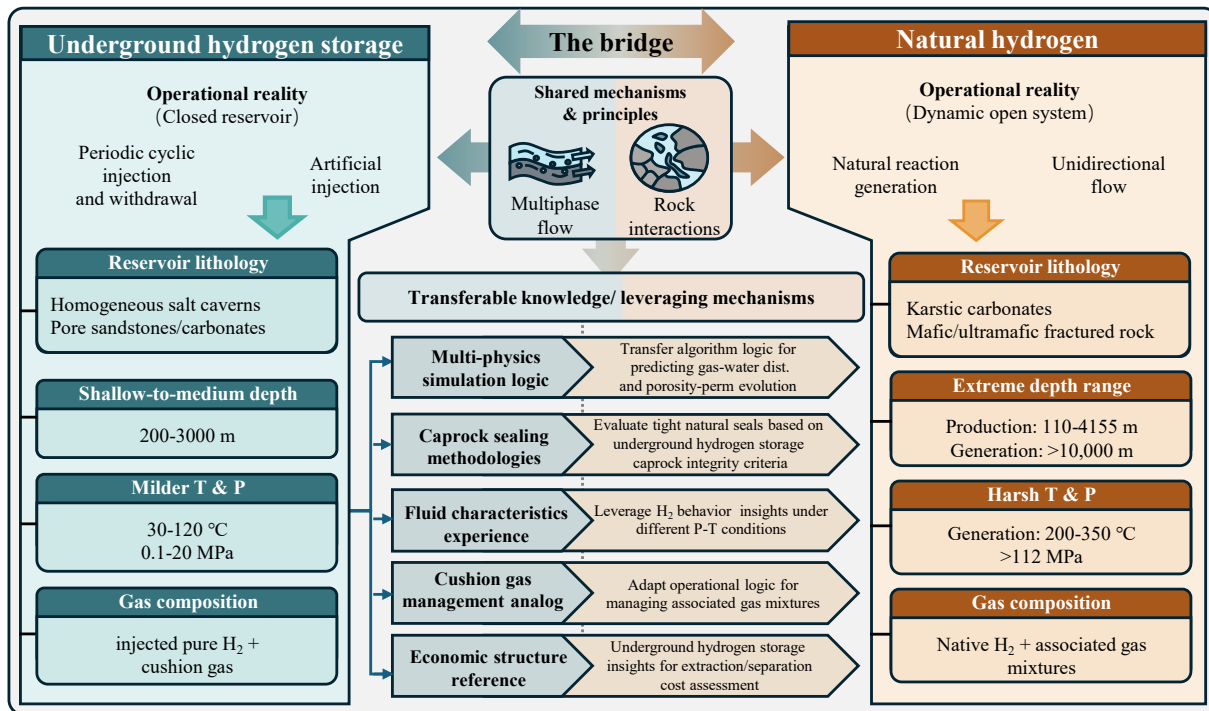 Underground hydrogen storage
Operational reality
(Closed reservoir)
Periodic cyclic
injection
and withdrawal
Artificial
injection
Reservoir lithology
Homogeneous salt caverns
Pore sandstones/carbonates
Shallow-to-medium depth
200-3000 m
Milder T & P
30-120 ℃
0.1-20 MPa
Gas composition
injected pure H₂ +
cushion gas
The bridge
Shared mechanisms
& principles
Multiphase
flow
Rock
interactions
Transferable knowledge/ leveraging mechanisms
Multi-physics
simulation logic
Transfer algorithm logic for
predicting gas-water dist.
and porosity-perm evolution
Caprock sealing
methodologies
Evaluate tight natural seals based on
underground hydrogen storage
caprock integrity criteria
Fluid characteristics
experience
Leverage H₂ behavior insights under
different P-T conditions
Cushion gas
management analog
Adapt operational logic for
managing associated gas mixtures
Economic structure
reference
Underground hydrogen storage
insights for extraction/separation
cost assessment
Natural hydrogen
Operational reality
(Dynamic open system)
Natural reaction
generation
Unidirectional
flow
Reservoir lithology
Karstic carbonates
Mafic/ultramafic fractured rock
Extreme depth range
Production: 110-4155 m
Generation: >10,000 m
Harsh T & P
Generation: 200-350 ℃
>112 MPa
Gas composition
Native H₂ + associated gas
mixtures